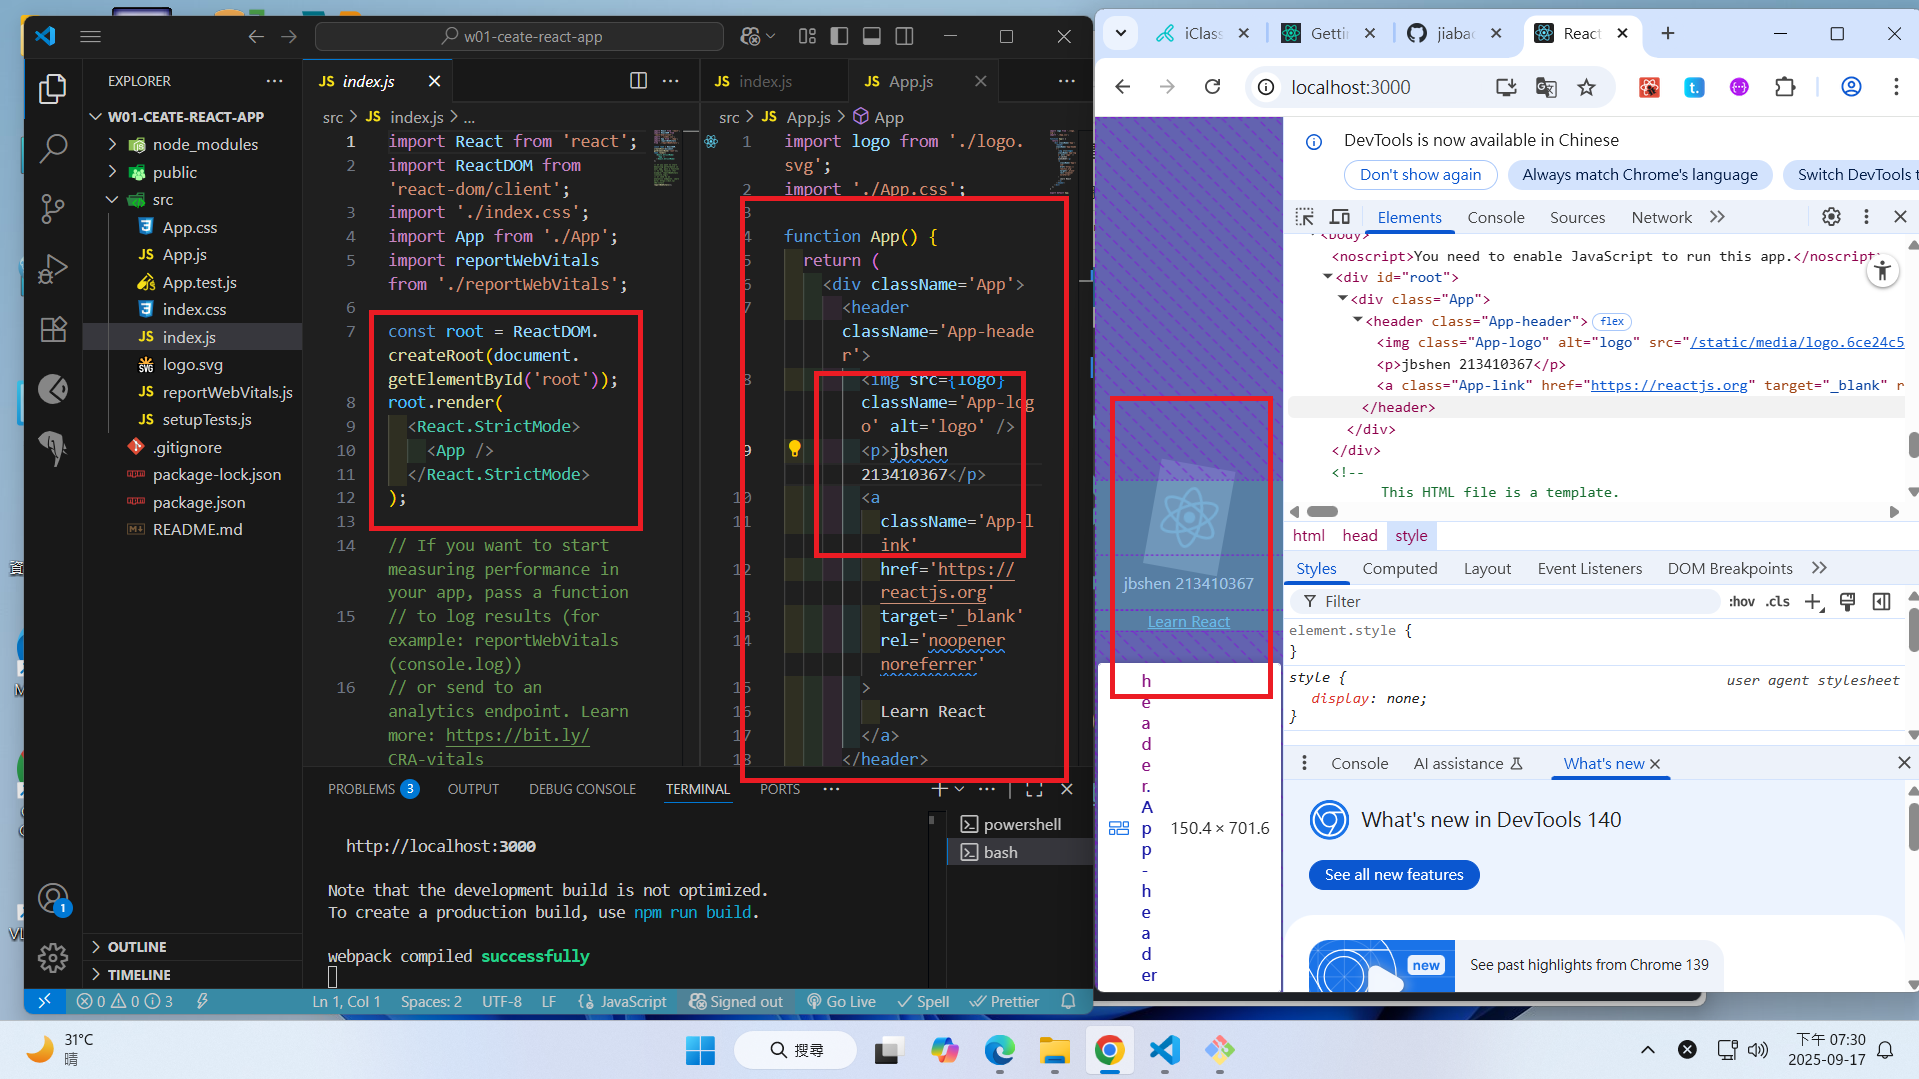 w01-ceate-react-app
EXPLORER
W01-CEATE-REACT-APP
node_modules
public
src
App.css
App.js
App.test.js
index.css
index.js
logo.svg
reportWebVitals.js
setupTests.js
.gitignore
package-lock.json
package.json
README.md
OUTLINE
TIMELINE
JS index.js
src > JS index.js > ...
1 import React from 'react';
2 import ReactDOM from
'react-dom/client';
3 import './index.css';
4 import App from './App';
5 import reportWebVitals
from './reportWebVitals';
6
7 const root = ReactDOM.
createRoot(document.
getElementById('root'));
8 root.render(
9 <React.StrictMode>
10 <App />
11 </React.StrictMode>
12 );
13
14 // If you want to start
measuring performance in
your app, pass a function
15 // to log results (for
example: reportWebVitals
(console.log))
16 // or send to an
analytics endpoint. Learn
more: https://bit.ly/
CRA-vitals
JS index.js
JS App.js
src > JS App.js > App
1 import logo from './logo.
svg';
2 import './App.css';
3
4 function App() {
5 return (
6 <div className='App'>
7 <header
className='App-heade
r'>
8 <img src={logo}
className='App-log
o' alt='logo' />
9 <p>jbshen
213410367</p>
10 <a
11 className='App-l
ink'
12 href='https://
reactjs.org'
13 target='_blank'
14 rel='noopener
noreferrer'
15 >
16 Learn React
17 </a>
18 </header>
PROBLEMS 3 OUTPUT DEBUG CONSOLE TERMINAL PORTS
http://localhost:3000
Note that the development build is not optimized.
To create a production build, use npm run build.
webpack compiled successfully
powershell
bash
0 0 3 Ln 1, Col 1 Spaces: 2 UTF-8 LF JavaScript Signed out Go Live Spell Prettier
iClass
Getti
jiabao
React
localhost:3000
jbshen 213410367
Learn React
header.App-header
150.4 × 701.6
DevTools is now available in Chinese
Don't show again
Always match Chrome's language
Switch DevTools t
Elements Console Sources Network
<body>
<noscript>You need to enable JavaScript to run this app.</noscript>
<div id="root">
<div class="App">
<header class="App-header"> flex
<img class="App-logo" alt="logo" src="/static/media/logo.6ce24c5
<p>jbshen 213410367</p>
<a class="App-link" href="https://reactjs.org" target="_blank" r
</header>
</div>
</div>
<!--
This HTML file is a template.
html head style
Styles Computed Layout Event Listeners DOM Breakpoints
Filter :hov .cls
element.style {
}
style { user agent stylesheet
display: none;
}
Console AI assistance What's new
What's new in DevTools 140
See all new features
new
See past highlights from Chrome 139
31°C
晴
搜尋
下午 07:30
2025-09-17
1
資